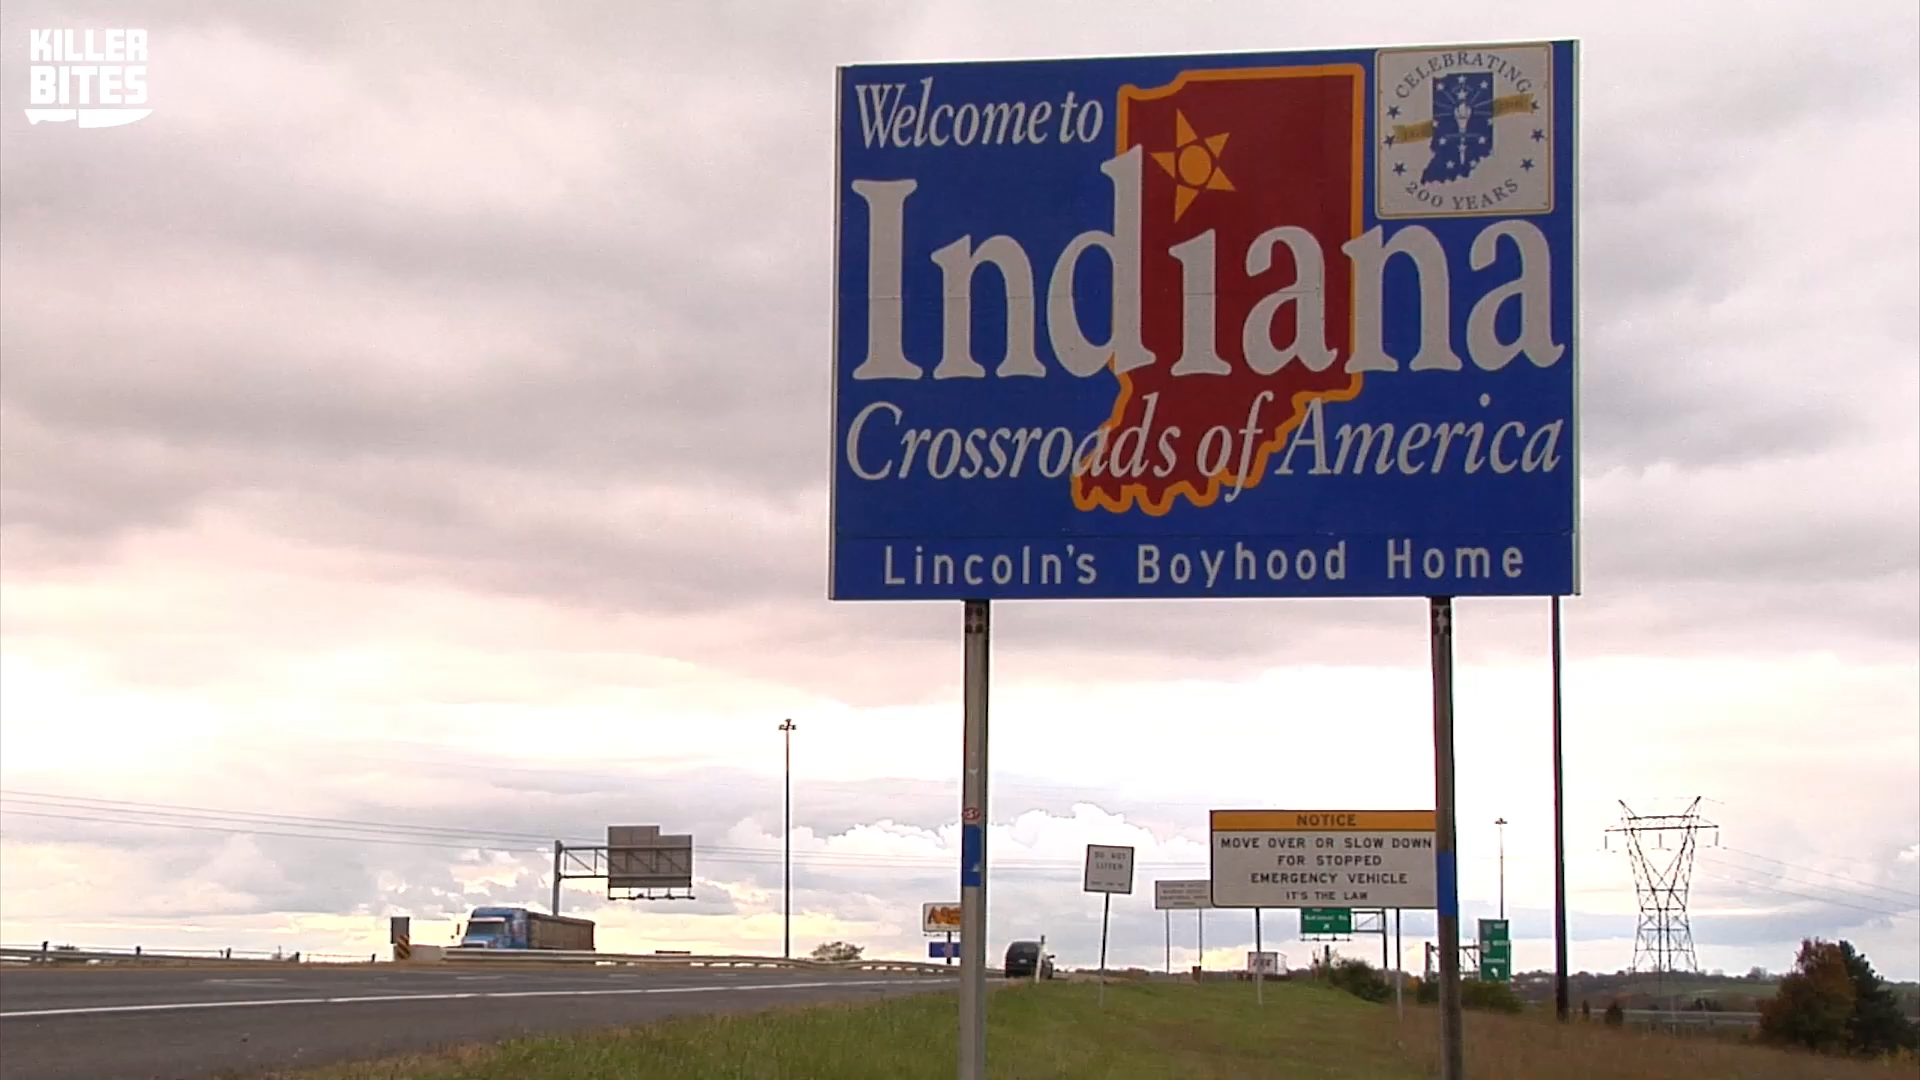 KILLER
BITES
Welcome to
Indiana
Crossroads of America
Lincoln's Boyhood Home
CELEBRATING
200 YEARS
NOTICE
MOVE OVER OR SLOW DOWN
FOR STOPPED
EMERGENCY VEHICLE
IT'S THE LAW
DO NOT
LITTER